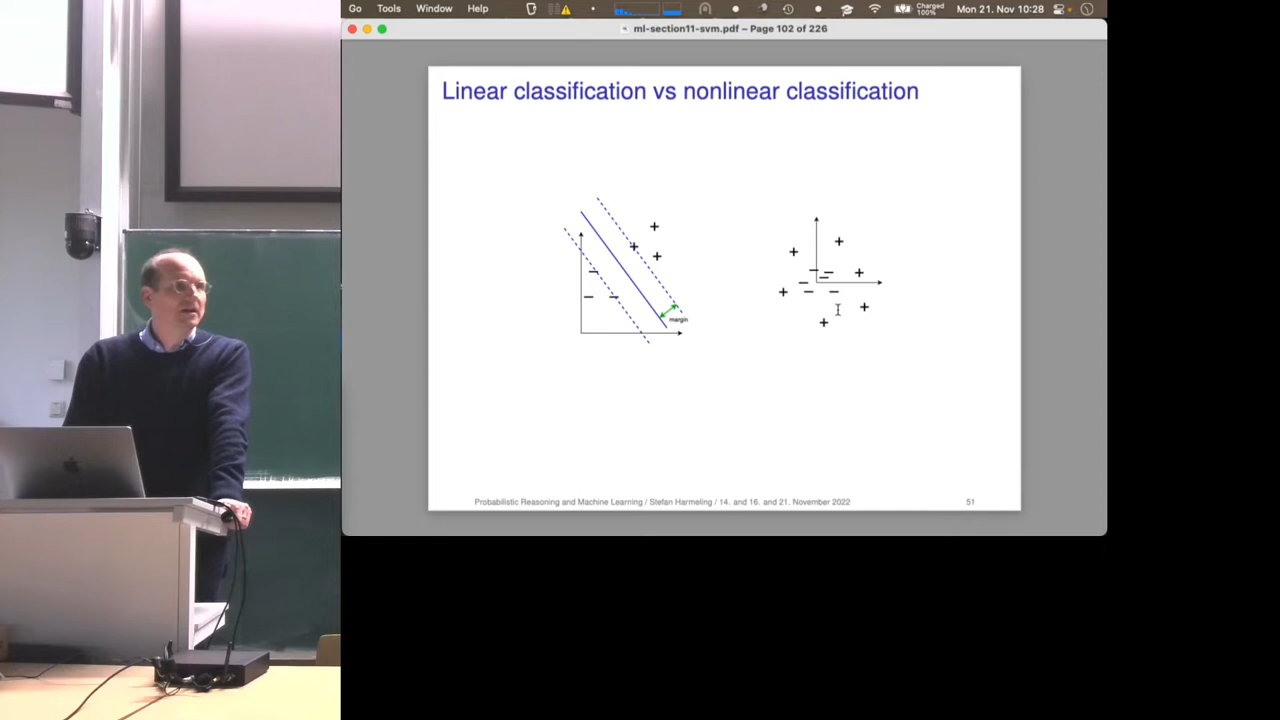 Go Tools Window Help
Charged
100%
Mon 21. Nov 10:28
ml-section11-svm.pdf – Page 102 of 226
Linear classification vs nonlinear classification
margin
Probabilistic Reasoning and Machine Learning / Stefan Harmeling / 14. and 16. and 21. November 2022
51